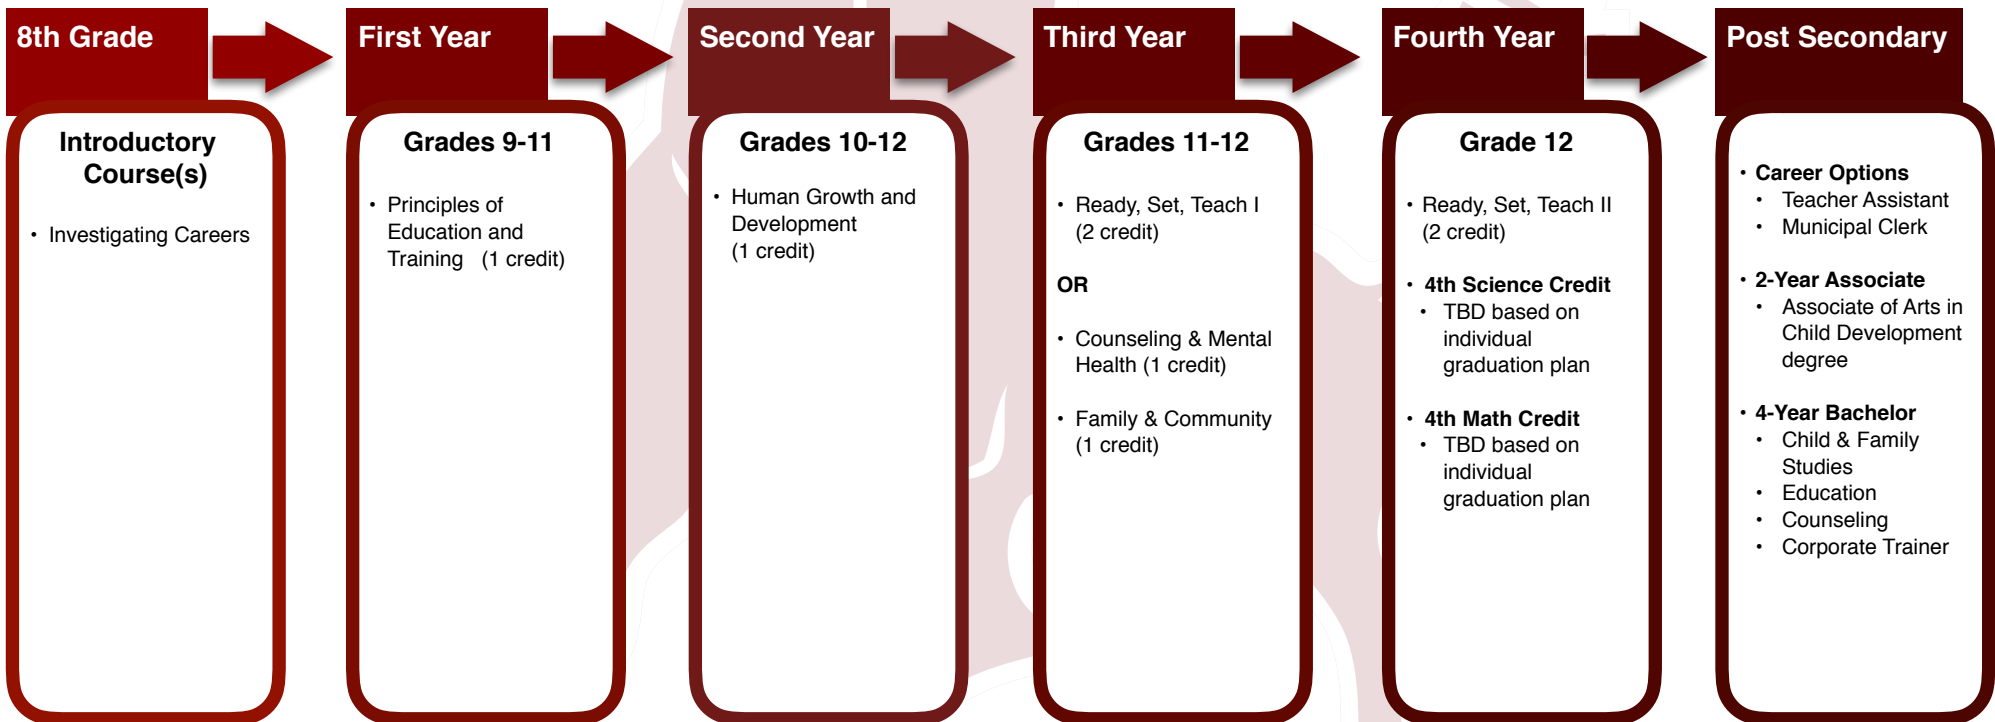 8th Grade
Introductory
Course(s)
• Investigating Careers
First Year
Grades 9-11
• Principles of
Education and
Training (1 credit)
Second Year
Grades 10-12
• Human Growth and
Development
(1 credit)
Third Year
Grades 11-12
• Ready, Set, Teach I
(2 credit)
OR
• Counseling & Mental
Health (1 credit)
• Family & Community
(1 credit)
Fourth Year
Grade 12
• Ready, Set, Teach II
(2 credit)
• 4th Science Credit
• TBD based on
individual
graduation plan
• 4th Math Credit
• TBD based on
individual
graduation plan
Post Secondary
• Career Options
• Teacher Assistant
• Municipal Clerk
• 2-Year Associate
• Associate of Arts in
Child Development
degree
• 4-Year Bachelor
• Child & Family
Studies
• Education
• Counseling
• Corporate Trainer